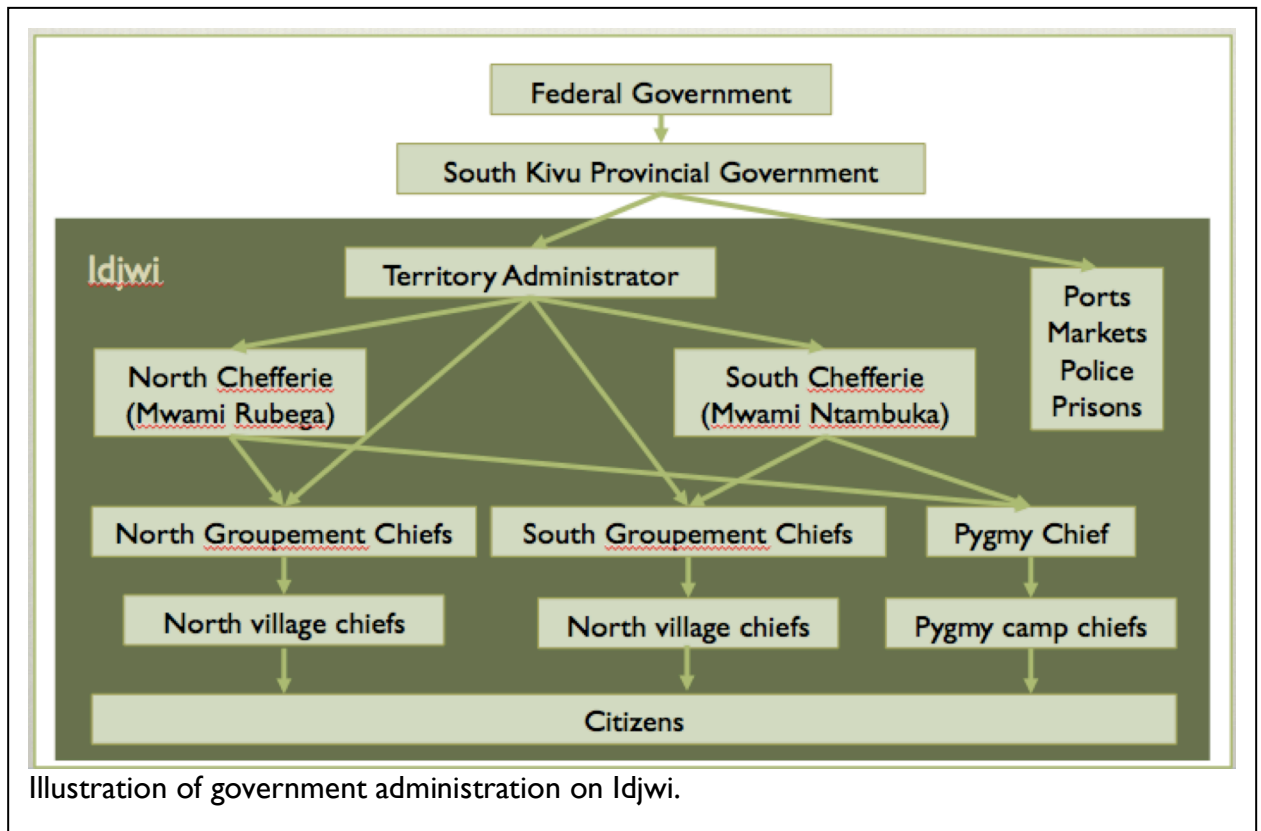 Federal Government
South Kivu Provincial Government
Idjwi
Territory Administrator
Ports
Markets
Police
Prisons
North Chefferie
(Mwami Rubega)
South Chefferie
(Mwami Ntambuka)
North Groupement Chiefs
South Groupement Chiefs
Pygmy Chief
North village chiefs
North village chiefs
Pygmy camp chiefs
Citizens
Illustration of government administration on Idjwi.